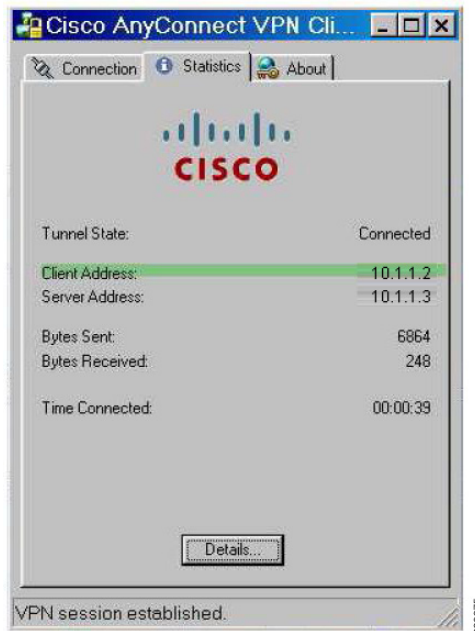 Cisco AnyConnect VPN Cli...
Connection Statistics About
CISCO
Tunnel State: Connected
Client Address: 10.1.1.2
Server Address: 10.1.1.3
Bytes Sent: 6864
Bytes Received: 248
Time Connected: 00:00:39
Details...
VPN session established.